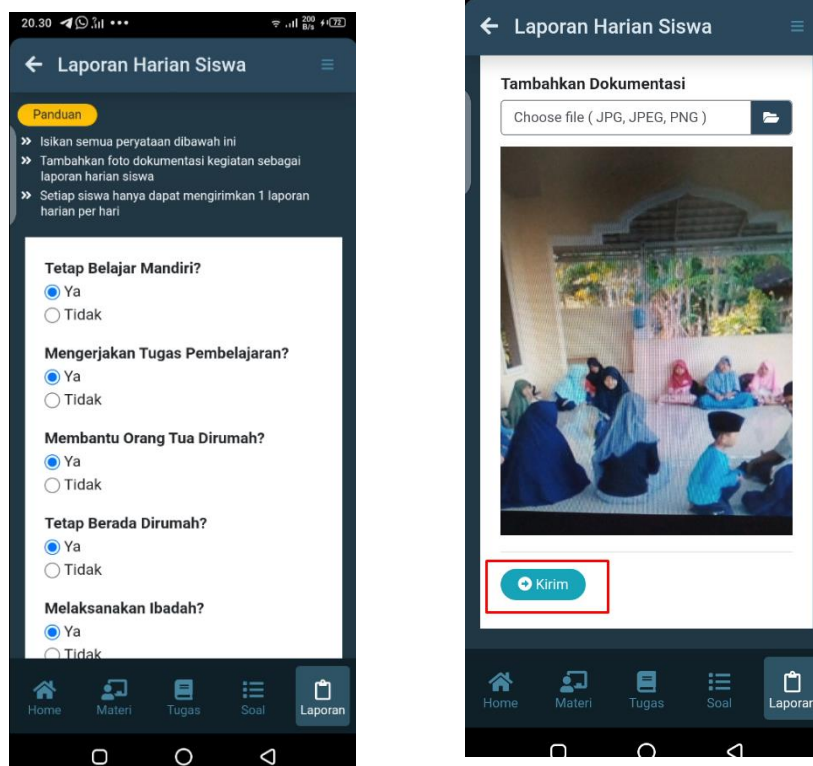 20.30
200 B/s 72
Laporan Harian Siswa
Panduan
Isikan semua peryataan dibawah ini
Tambahkan foto dokumentasi kegiatan sebagai
laporan harian siswa
Setiap siswa hanya dapat mengirimkan 1 laporan
harian per hari
Tetap Belajar Mandiri?
Ya
Tidak
Mengerjakan Tugas Pembelajaran?
Ya
Tidak
Membantu Orang Tua Dirumah?
Ya
Tidak
Tetap Berada Dirumah?
Ya
Tidak
Melaksanakan Ibadah?
Ya
Tidak
Home Materi Tugas Soal Laporan
Laporan Harian Siswa
Tambahkan Dokumentasi
Choose file ( JPG, JPEG, PNG )
Kirim
Home Materi Tugas Soal Laporan